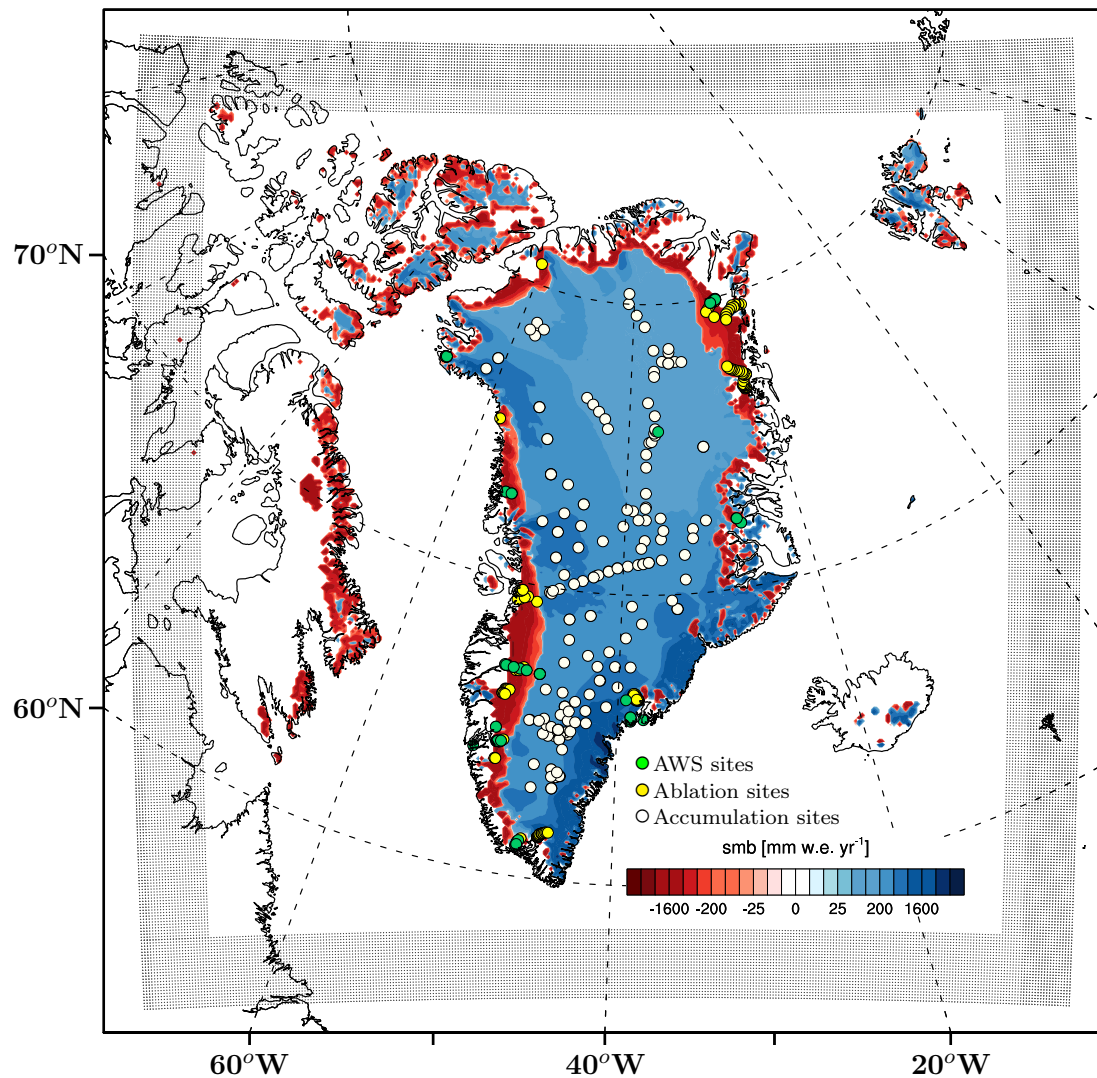 70°N
60°N
AWS sites
Ablation sites
Accumulation sites
smb [mm w.e. yr⁻¹]
-1600 -200 -25 0 25 200 1600
60°W 40°W 20°W